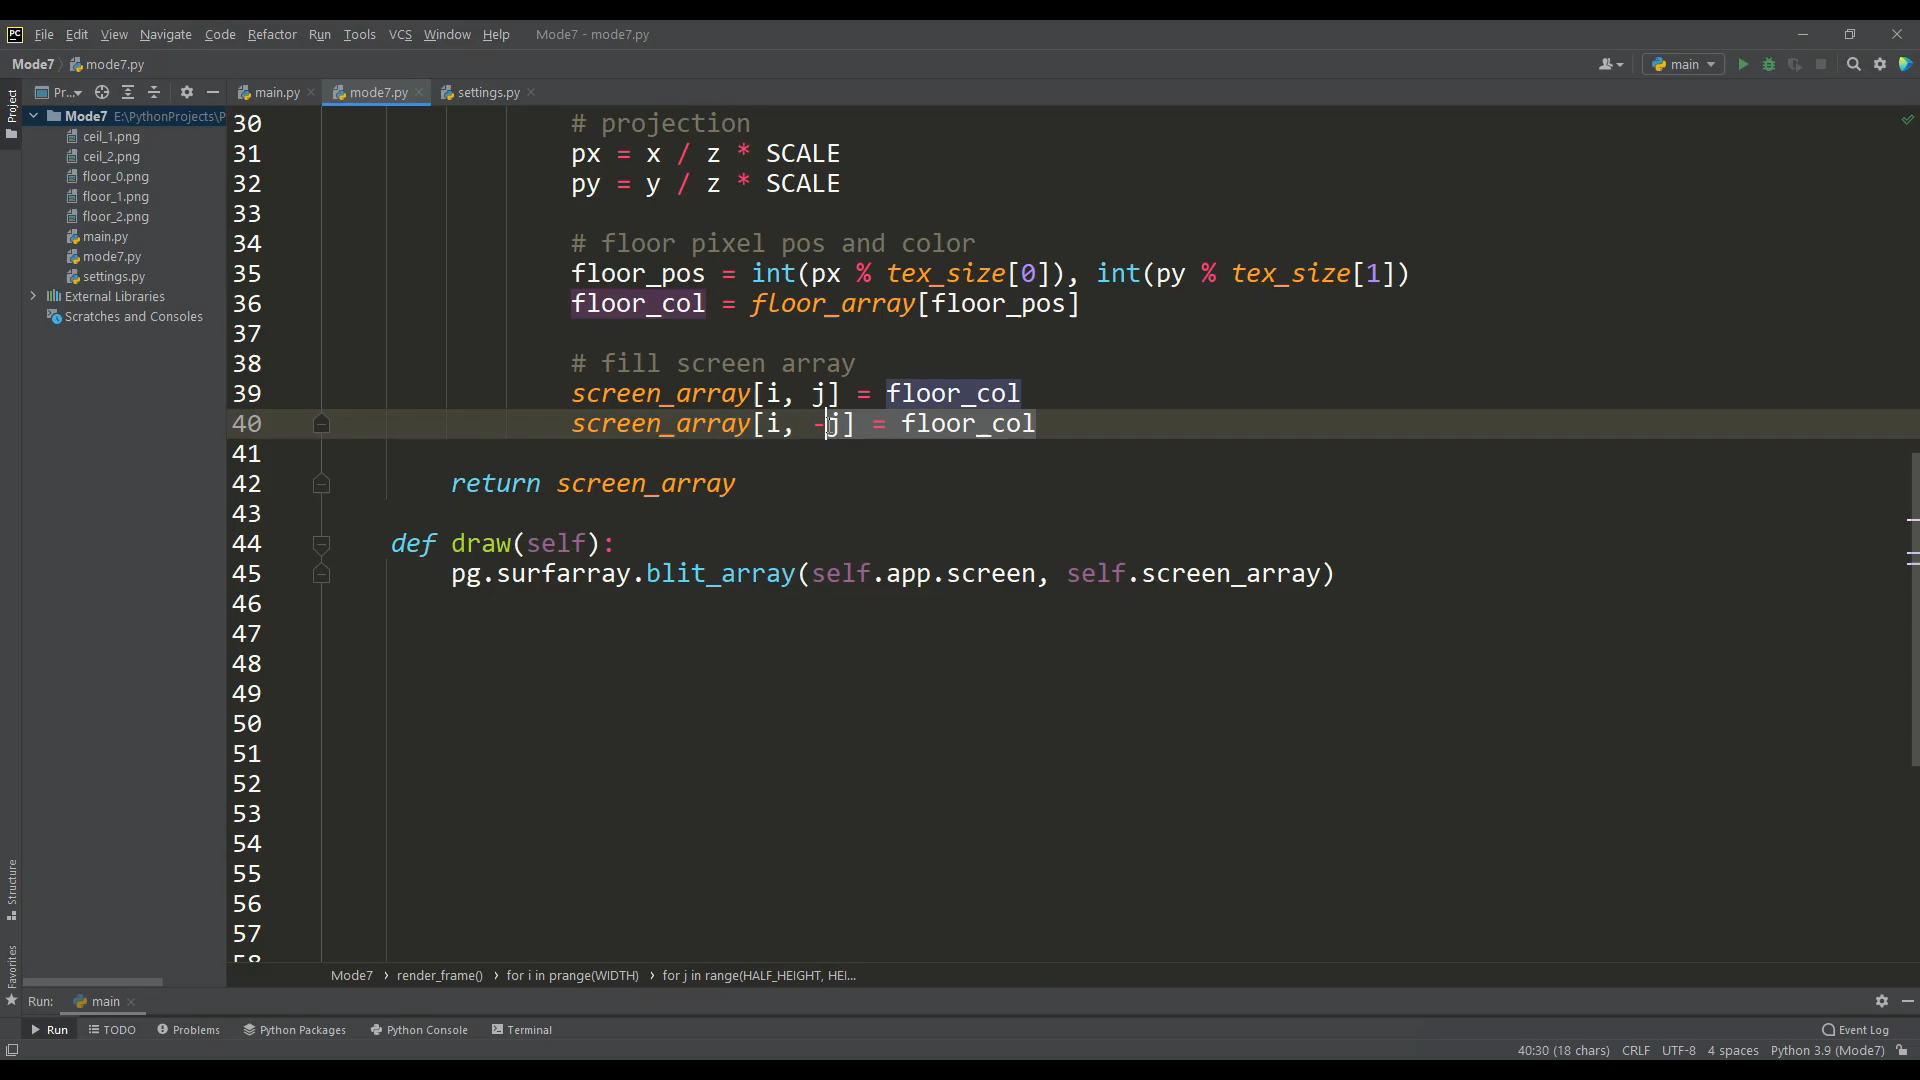 PC File Edit View Navigate Code Refactor Run Tools VCS Window Help Mode7 - mode7.py
Mode7 mode7.py main
Project Pr... main.py mode7.py settings.py
Mode7 E:\PythonProjects\P
ceil_1.png
ceil_2.png
floor_0.png
floor_1.png
floor_2.png
main.py
mode7.py
settings.py
External Libraries
Scratches and Consoles
Structure
Favorites
30 # projection
31 px = x / z * SCALE
32 py = y / z * SCALE
33
34 # floor pixel pos and color
35 floor_pos = int(px % tex_size[0]), int(py % tex_size[1])
36 floor_col = floor_array[floor_pos]
37
38 # fill screen array
39 screen_array[i, j] = floor_col
40 screen_array[i, -j] = floor_col
41
42 return screen_array
43
44 def draw(self):
45 pg.surfarray.blit_array(self.app.screen, self.screen_array)
46
47
48
49
50
51
52
53
54
55
56
57
58
Mode7 › render_frame() › for i in prange(WIDTH) › for j in range(HALF_HEIGHT, HEI...
Run: main
Run TODO Problems Python Packages Python Console Terminal Event Log
40:30 (18 chars) CRLF UTF-8 4 spaces Python 3.9 (Mode7)